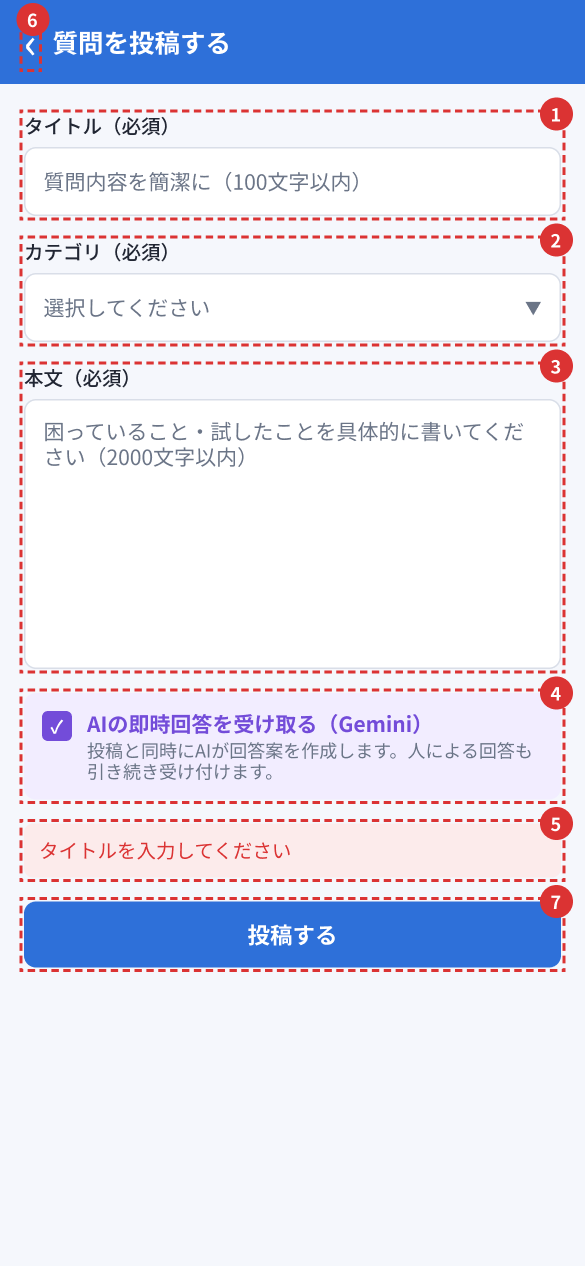 6
質問を投稿する
1
タイトル（必須）
質問内容を簡潔に（100文字以内）
2
カテゴリ（必須）
選択してください ▼
3
本文（必須）
困っていること・試したことを具体的に書いてくだ
さい（2000文字以内）
4
AIの即時回答を受け取る（Gemini）
投稿と同時にAIが回答案を作成します。人による回答も
引き続き受け付けます。
5
タイトルを入力してください
7
投稿する